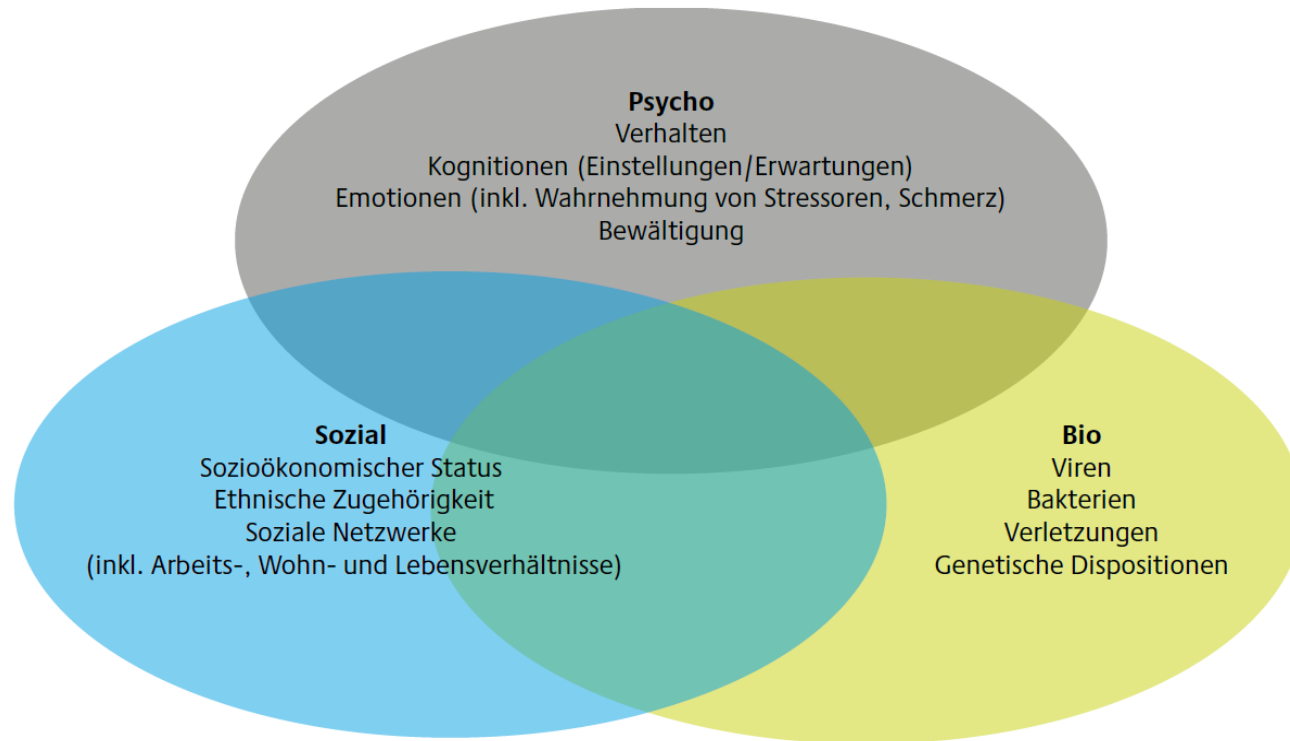 Psycho
Verhalten
Kognitionen (Einstellungen/Erwartungen)
Emotionen (inkl. Wahrnehmung von Stressoren, Schmerz)
Bewältigung
Sozial
Sozioökonomischer Status
Ethnische Zugehörigkeit
Soziale Netzwerke
(inkl. Arbeits-, Wohn- und Lebensverhältnisse)
Bio
Viren
Bakterien
Verletzungen
Genetische Dispositionen